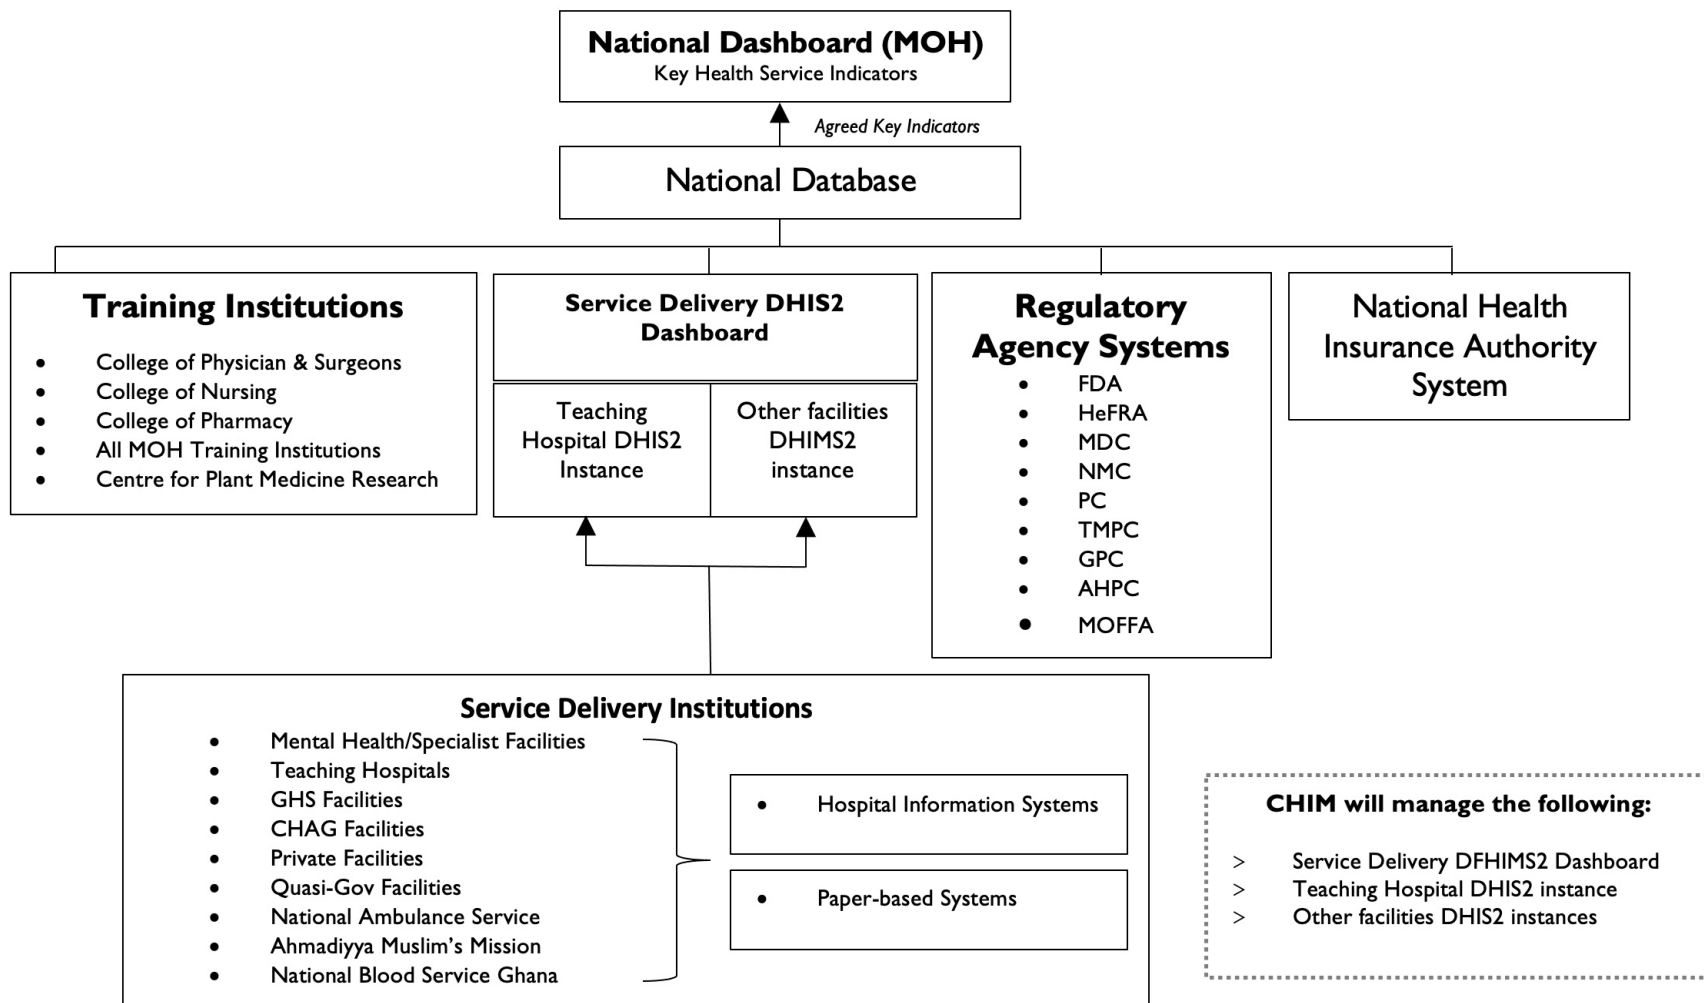 National Dashboard (MOH)
Key Health Service Indicators
Agreed Key Indicators
National Database
Training Institutions
• College of Physician & Surgeons
• College of Nursing
• College of Pharmacy
• All MOH Training Institutions
• Centre for Plant Medicine Research
Service Delivery DHIS2
Dashboard
Teaching
Hospital DHIS2
Instance
Other facilities
DHIMS2
instance
Regulatory
Agency Systems
• FDA
• HeFRA
• MDC
• NMC
• PC
• TMPC
• GPC
• AHPC
• MOFFA
National Health
Insurance Authority
System
Service Delivery Institutions
• Mental Health/Specialist Facilities
• Teaching Hospitals
• GHS Facilities
• CHAG Facilities
• Private Facilities
• Quasi-Gov Facilities
• National Ambulance Service
• Ahmadiyya Muslim’s Mission
• National Blood Service Ghana
• Hospital Information Systems
• Paper-based Systems
CHIM will manage the following:
> Service Delivery DFHIMS2 Dashboard
> Teaching Hospital DHIS2 instance
> Other facilities DHIS2 instances